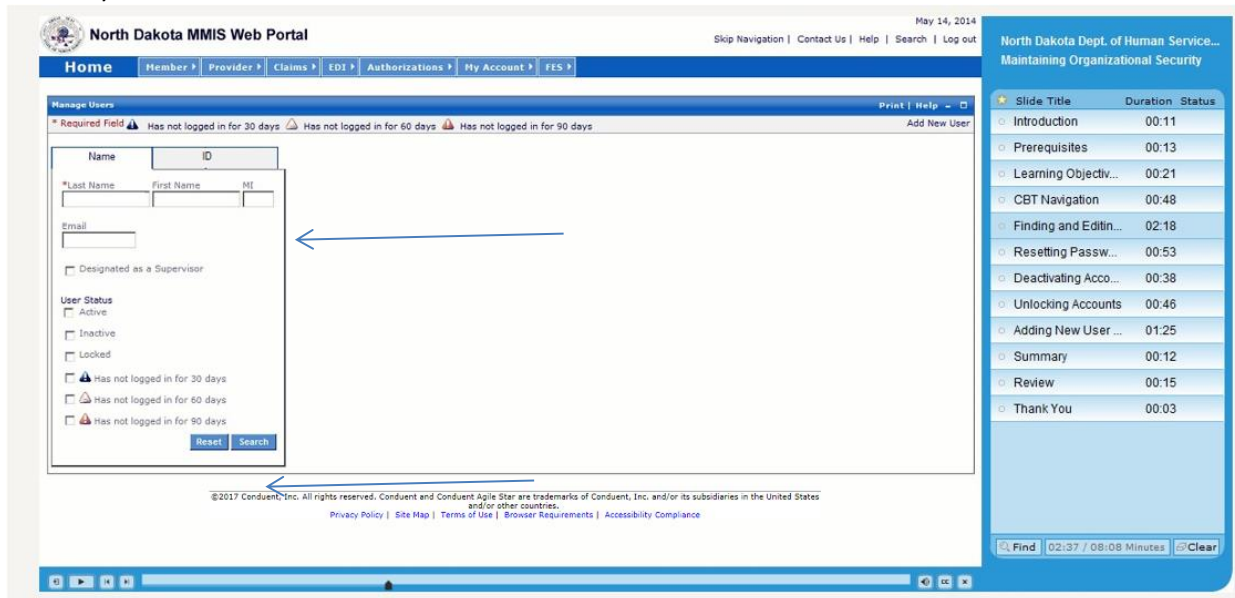 May 14, 2014
North Dakota MMIS Web Portal
Skip Navigation | Contact Us | Help | Search | Log out
Home Member Provider Claims EDI Authorizations My Account FES
Manage Users Print | Help
* Required Field Has not logged in for 30 days Has not logged in for 60 days Has not logged in for 90 days Add New User
Name ID
*Last Name First Name MI
Email
Designated as a Supervisor
User Status
Active
Inactive
Locked
Has not logged in for 30 days
Has not logged in for 60 days
Has not logged in for 90 days
Reset Search
©2017 Conduent, Inc. All rights reserved. Conduent and Conduent Agile Star are trademarks of Conduent, Inc. and/or its subsidiaries in the United States
and/or other countries.
Privacy Policy | Site Map | Terms of Use | Browser Requirements | Accessibility Compliance
North Dakota Dept. of Human Service...
Maintaining Organizational Security
Slide Title Duration Status
Introduction 00:11
Prerequisites 00:13
Learning Objectiv... 00:21
CBT Navigation 00:48
Finding and Editin... 02:18
Resetting Passw... 00:53
Deactivating Acco... 00:38
Unlocking Accounts 00:46
Adding New User ... 01:25
Summary 00:12
Review 00:15
Thank You 00:03
Find 02:37 / 08:08 Minutes Clear
CC